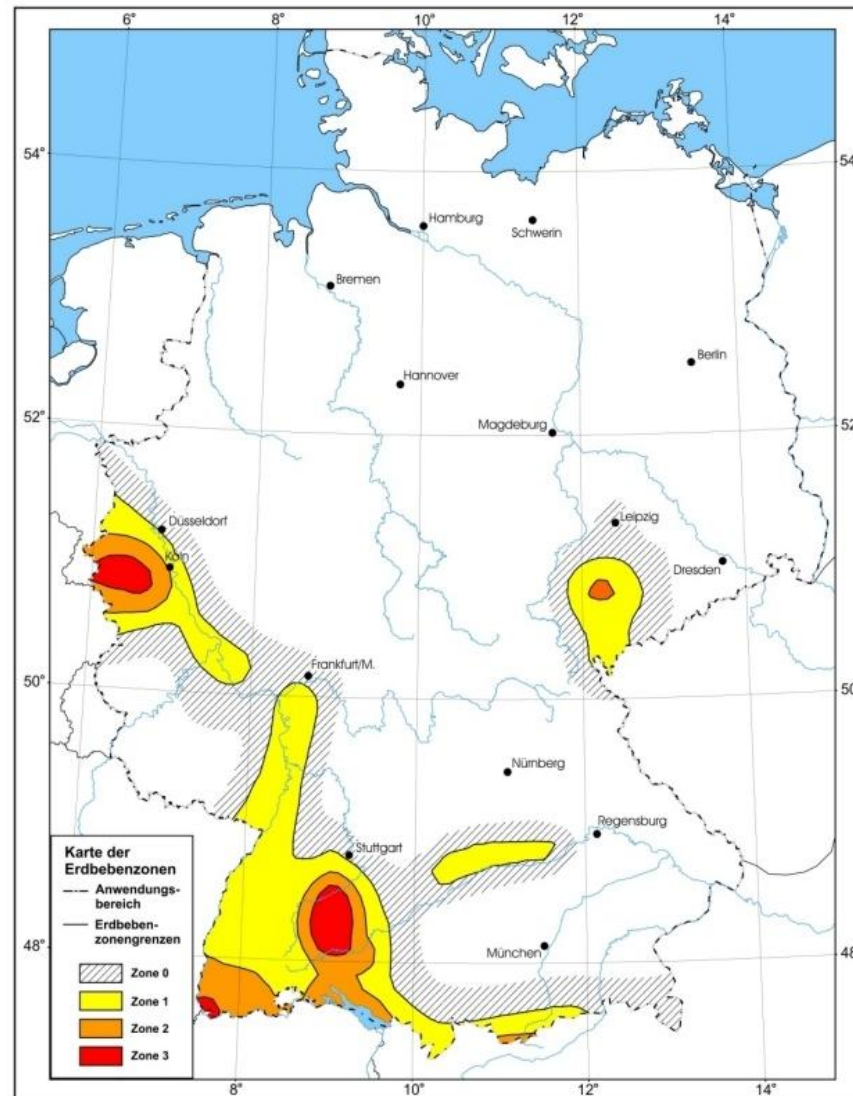 6°
8°
10°
12°
14°
54°
54°
Hamburg
Schwerin
Bremen
Berlin
Hannover
52°
52°
Magdeburg
Düsseldorf
Leipzig
Köln
Dresden
Frankfurt/M.
50°
50°
Nürnberg
Regensburg
Stuttgart
48°
48°
München
Karte der
Erdbebenzonen
Anwendungs-
bereich
Erdbeben-
zonengrenzen
Zone 0
Zone 1
Zone 2
Zone 3
8°
10°
12°
14°